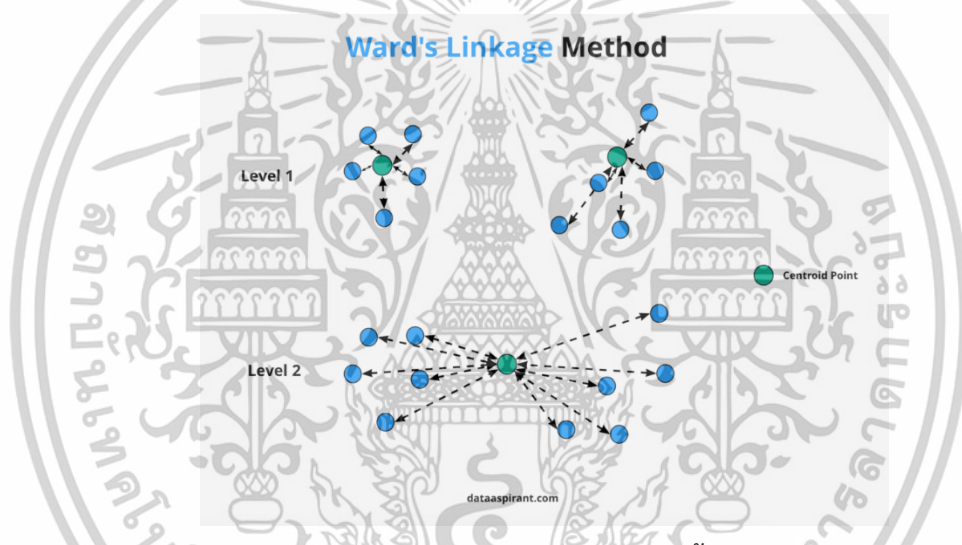 Ward's Linkage Method
Level 1
Centroid Point
Level 2
dataaspirant.com